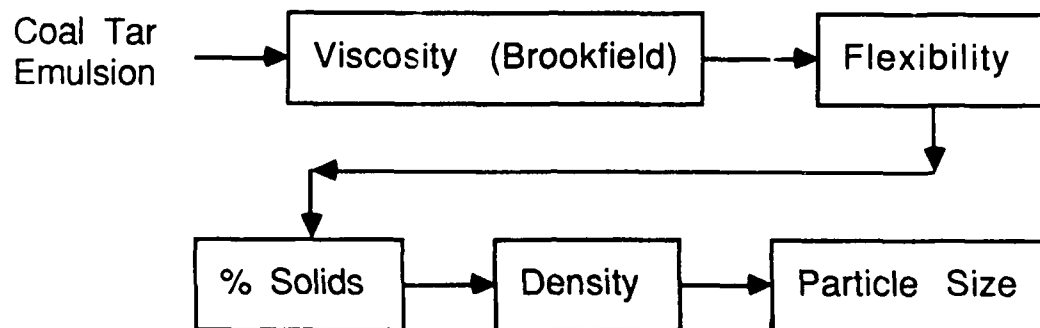 Coal Tar
Emulsion
Viscosity (Brookfield)
Flexibility
% Solids
Density
Particle Size